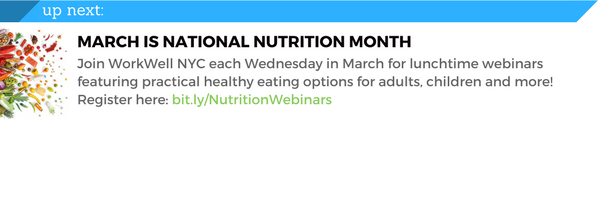 up next:
MARCH IS NATIONAL NUTRITION MONTH
Join WorkWell NYC each Wednesday in March for lunchtime webinars
featuring practical healthy eating options for adults, children and more!
Register here: bit.ly/NutritionWebinars